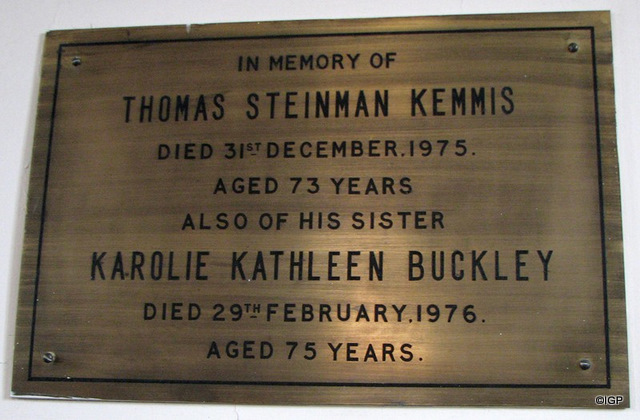 IN MEMORY OF
THOMAS STEINMAN KEMMIS
DIED 31ST DECEMBER.1975.
AGED 73 YEARS
ALSO OF HIS SISTER
KAROLIE KATHLEEN BUCKLEY
DIED 29TH FEBRUARY.1976.
AGED 75 YEARS.
©IGP